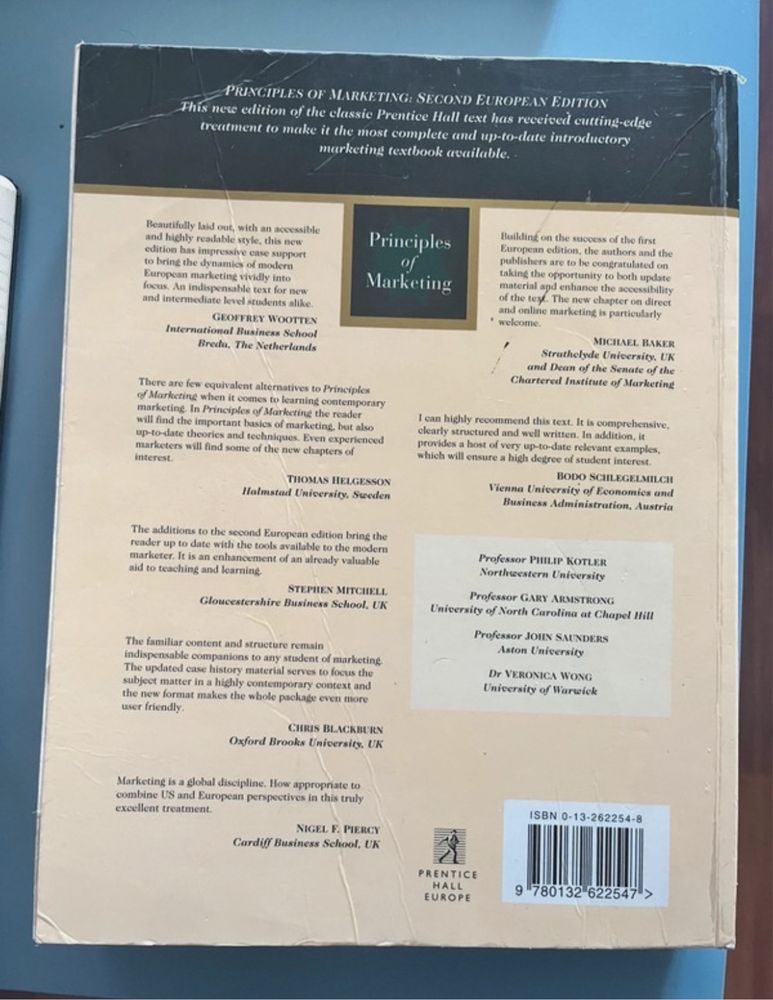 PRINCIPLES OF MARKETING: SECOND EUROPEAN EDITION
This new edition of the classic Prentice Hall text has received cutting-edge
treatment to make it the most complete and up-to-date introductory
marketing textbook available.
Beautifully laid out, with an accessible
and highly readable style, this new
edition has impressive case support
to bring the dynamics of modern
European marketing vividly into
focus. An indispensable text for new
and intermediate level students alike.
GEOFFREY WOOTTEN
International Business School
Breda, The Netherlands
Principles
of
Marketing
Building on the success of the first
European edition, the authors and the
publishers are to be congratulated on
taking the opportunity to both update
material and enhance the accessibility
of the text. The new chapter on direct
and online marketing is particularly
welcome.
MICHAEL BAKER
Strathclyde University, UK
and Dean of the Senate of the
Chartered Institute of Marketing
There are few equivalent alternatives to Principles
of Marketing when it comes to learning contemporary
marketing. In Principles of Marketing the reader
will find the important basics of marketing, but also
up-to-date theories and techniques. Even experienced
marketers will find some of the new chapters of
interest.
THOMAS HELGESSON
Halmstad University, Sweden
I can highly recommend this text. It is comprehensive,
clearly structured and well written. In addition, it
provides a host of very up-to-date relevant examples,
which will ensure a high degree of student interest.
BODO SCHLEGELMILCH
Vienna University of Economics and
Business Administration, Austria
The additions to the second European edition bring the
reader up to date with the tools available to the modern
marketer. It is an enhancement of an already valuable
aid to teaching and learning.
STEPHEN MITCHELL
Gloucestershire Business School, UK
The familiar content and structure remain
indispensable companions to any student of marketing.
The updated case history material serves to focus the
subject matter in a highly contemporary context and
the new format makes the whole package even more
user friendly.
CHRIS BLACKBURN
Oxford Brooks University, UK
Marketing is a global discipline. How appropriate to
combine US and European perspectives in this truly
excellent treatment.
NIGEL F. PIERCY
Cardiff Business School, UK
Professor PHILIP KOTLER
Northwestern University
Professor GARY ARMSTRONG
University of North Carolina at Chapel Hill
Professor JOHN SAUNDERS
Aston University
Dr VERONICA WONG
University of Warwick
PRENTICE
HALL
EUROPE
ISBN 0-13-262254-8
9 780132 622547 >